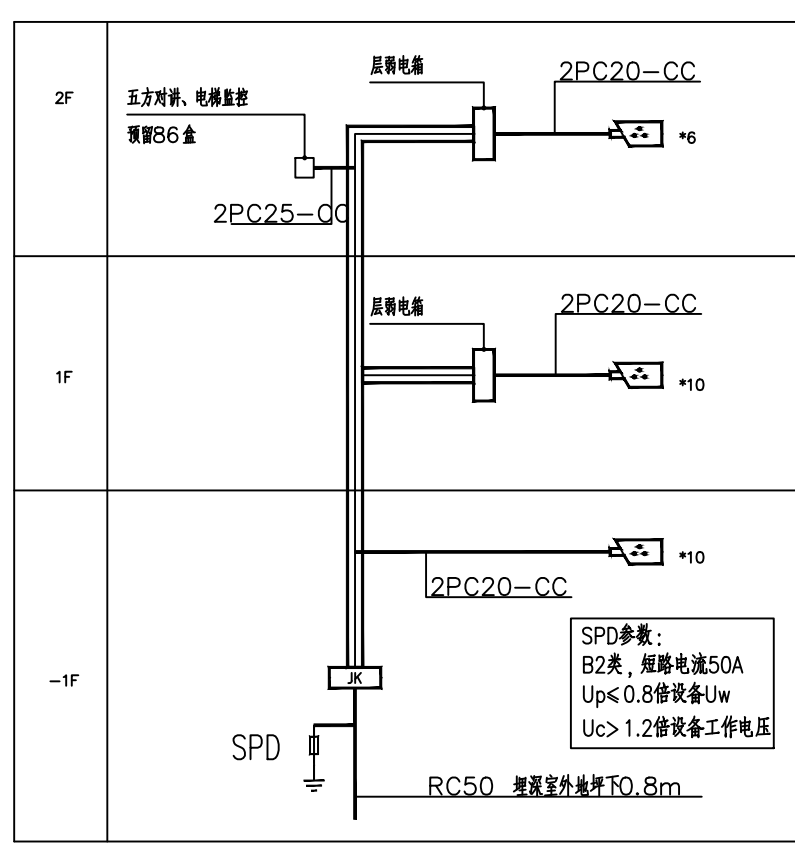 2F
五方对讲、电梯监控
预留86盒
2PC25-CC
层弱电箱
2PC20-CC
*6
1F
层弱电箱
2PC20-CC
*10
-1F
*10
2PC20-CC
JK
SPD
SPD参数:
B2类,短路电流50A
Up≤0.8倍设备Uw
Uc>1.2倍设备工作电压
RC50 埋深室外地坪下0.8m